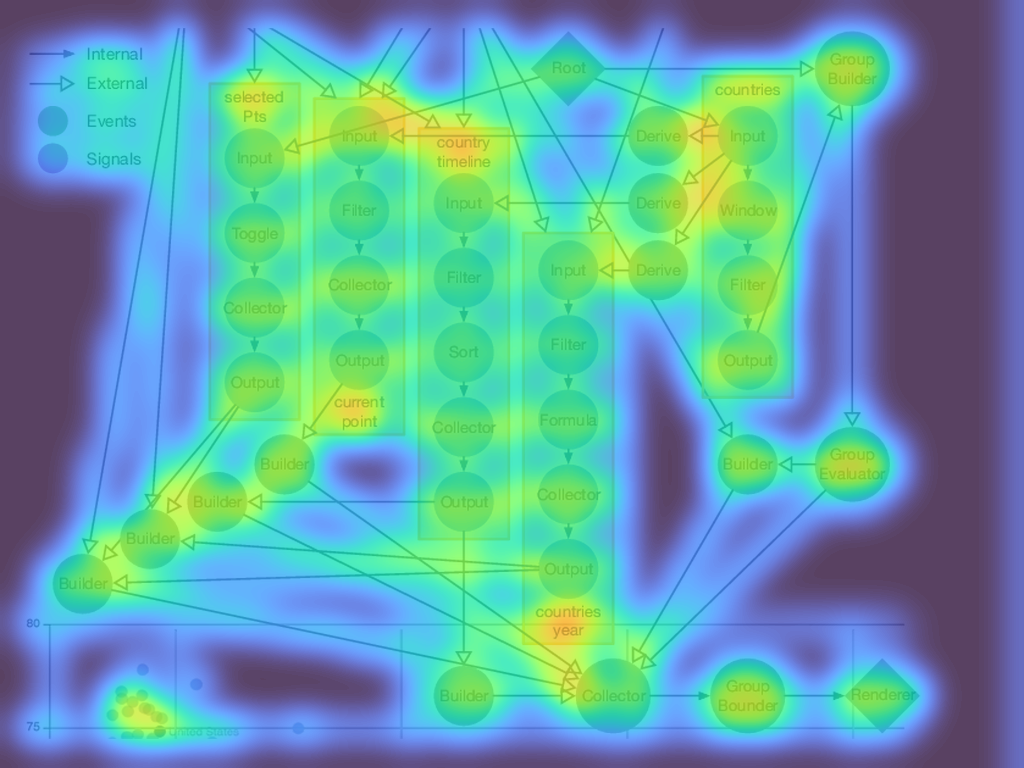 Internal
External
Events
Signals
selected
Pts
Input
Toggle
Collector
Output
Input
Filter
Collector
Output
current
point
country
timeline
Input
Filter
Sort
Collector
Output
Root
Input
Filter
Formula
Collector
Output
countries
year
Derive
Derive
Derive
countries
Input
Window
Filter
Output
Group
Builder
Builder
Group
Evaluator
Builder
Builder
Builder
Builder
80
75
United States
Builder
Collector
Group
Bounder
Renderer